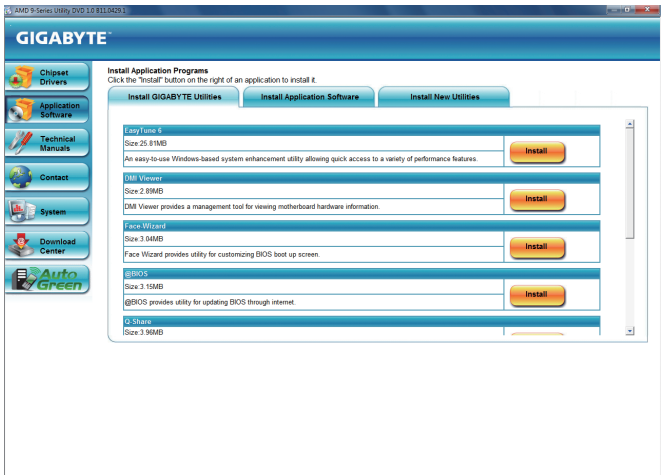 AMD 9-Series Utility DVD 1.0 B11.0429.1
GIGABYTE™
Chipset
Drivers
Application
Software
Technical
Manuals
Contact
System
Download
Center
Auto
Green
Install Application Programs
Click the "Install" button on the right of an application to install it.
Install GIGABYTE Utilities
Install Application Software
Install New Utilities
EasyTune 6
Size:25.81MB
An easy-to-use Windows-based system enhancement utility allowing quick access to a variety of performance features.
Install
DMI Viewer
Size:2.89MB
DMI Viewer provides a management tool for viewing motherboard hardware information.
Install
Face Wizard
Size:3.04MB
Face Wizard provides utility for customizing BIOS boot up screen.
Install
@BIOS
Size:3.15MB
@BIOS provides utility for updating BIOS through internet.
Install
Q-Share
Size:3.96MB